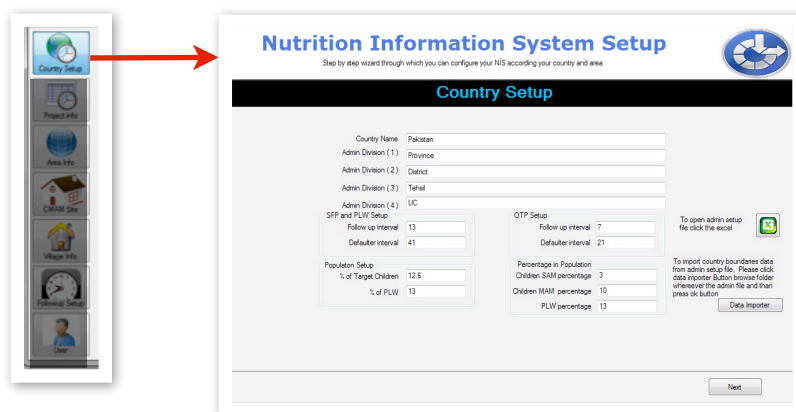 Country Setup
Project info
Area Info
CMAM Site
Village Info
Followup Setup
User
Nutrition Information System Setup
Step by step wizard through which you can configure your NIS according your country and area
Country Setup
Country Name Pakistan
Admin Division ( 1 ) Province
Admin Division ( 2 ) District
Admin Division ( 3 ) Tehsil
Admin Division ( 4 ) UC
SFP and PLW Setup
Follow up interval 13
Defaulter interval 41
OTP Setup
Follow up interval 7
Defaulter interval 21
To open admin setup
file click the excel
Populaton Setup
% of Target Children 12.6
% of PLW 13
Percentage in Population
Children SAM percentage 3
Children MAM percentage 10
PLW percentage 13
To import country boundaries data
from admin setup file. Please click
data importer Button browse folder
whereever the admin file and than
press ok button
Data Importer
Next